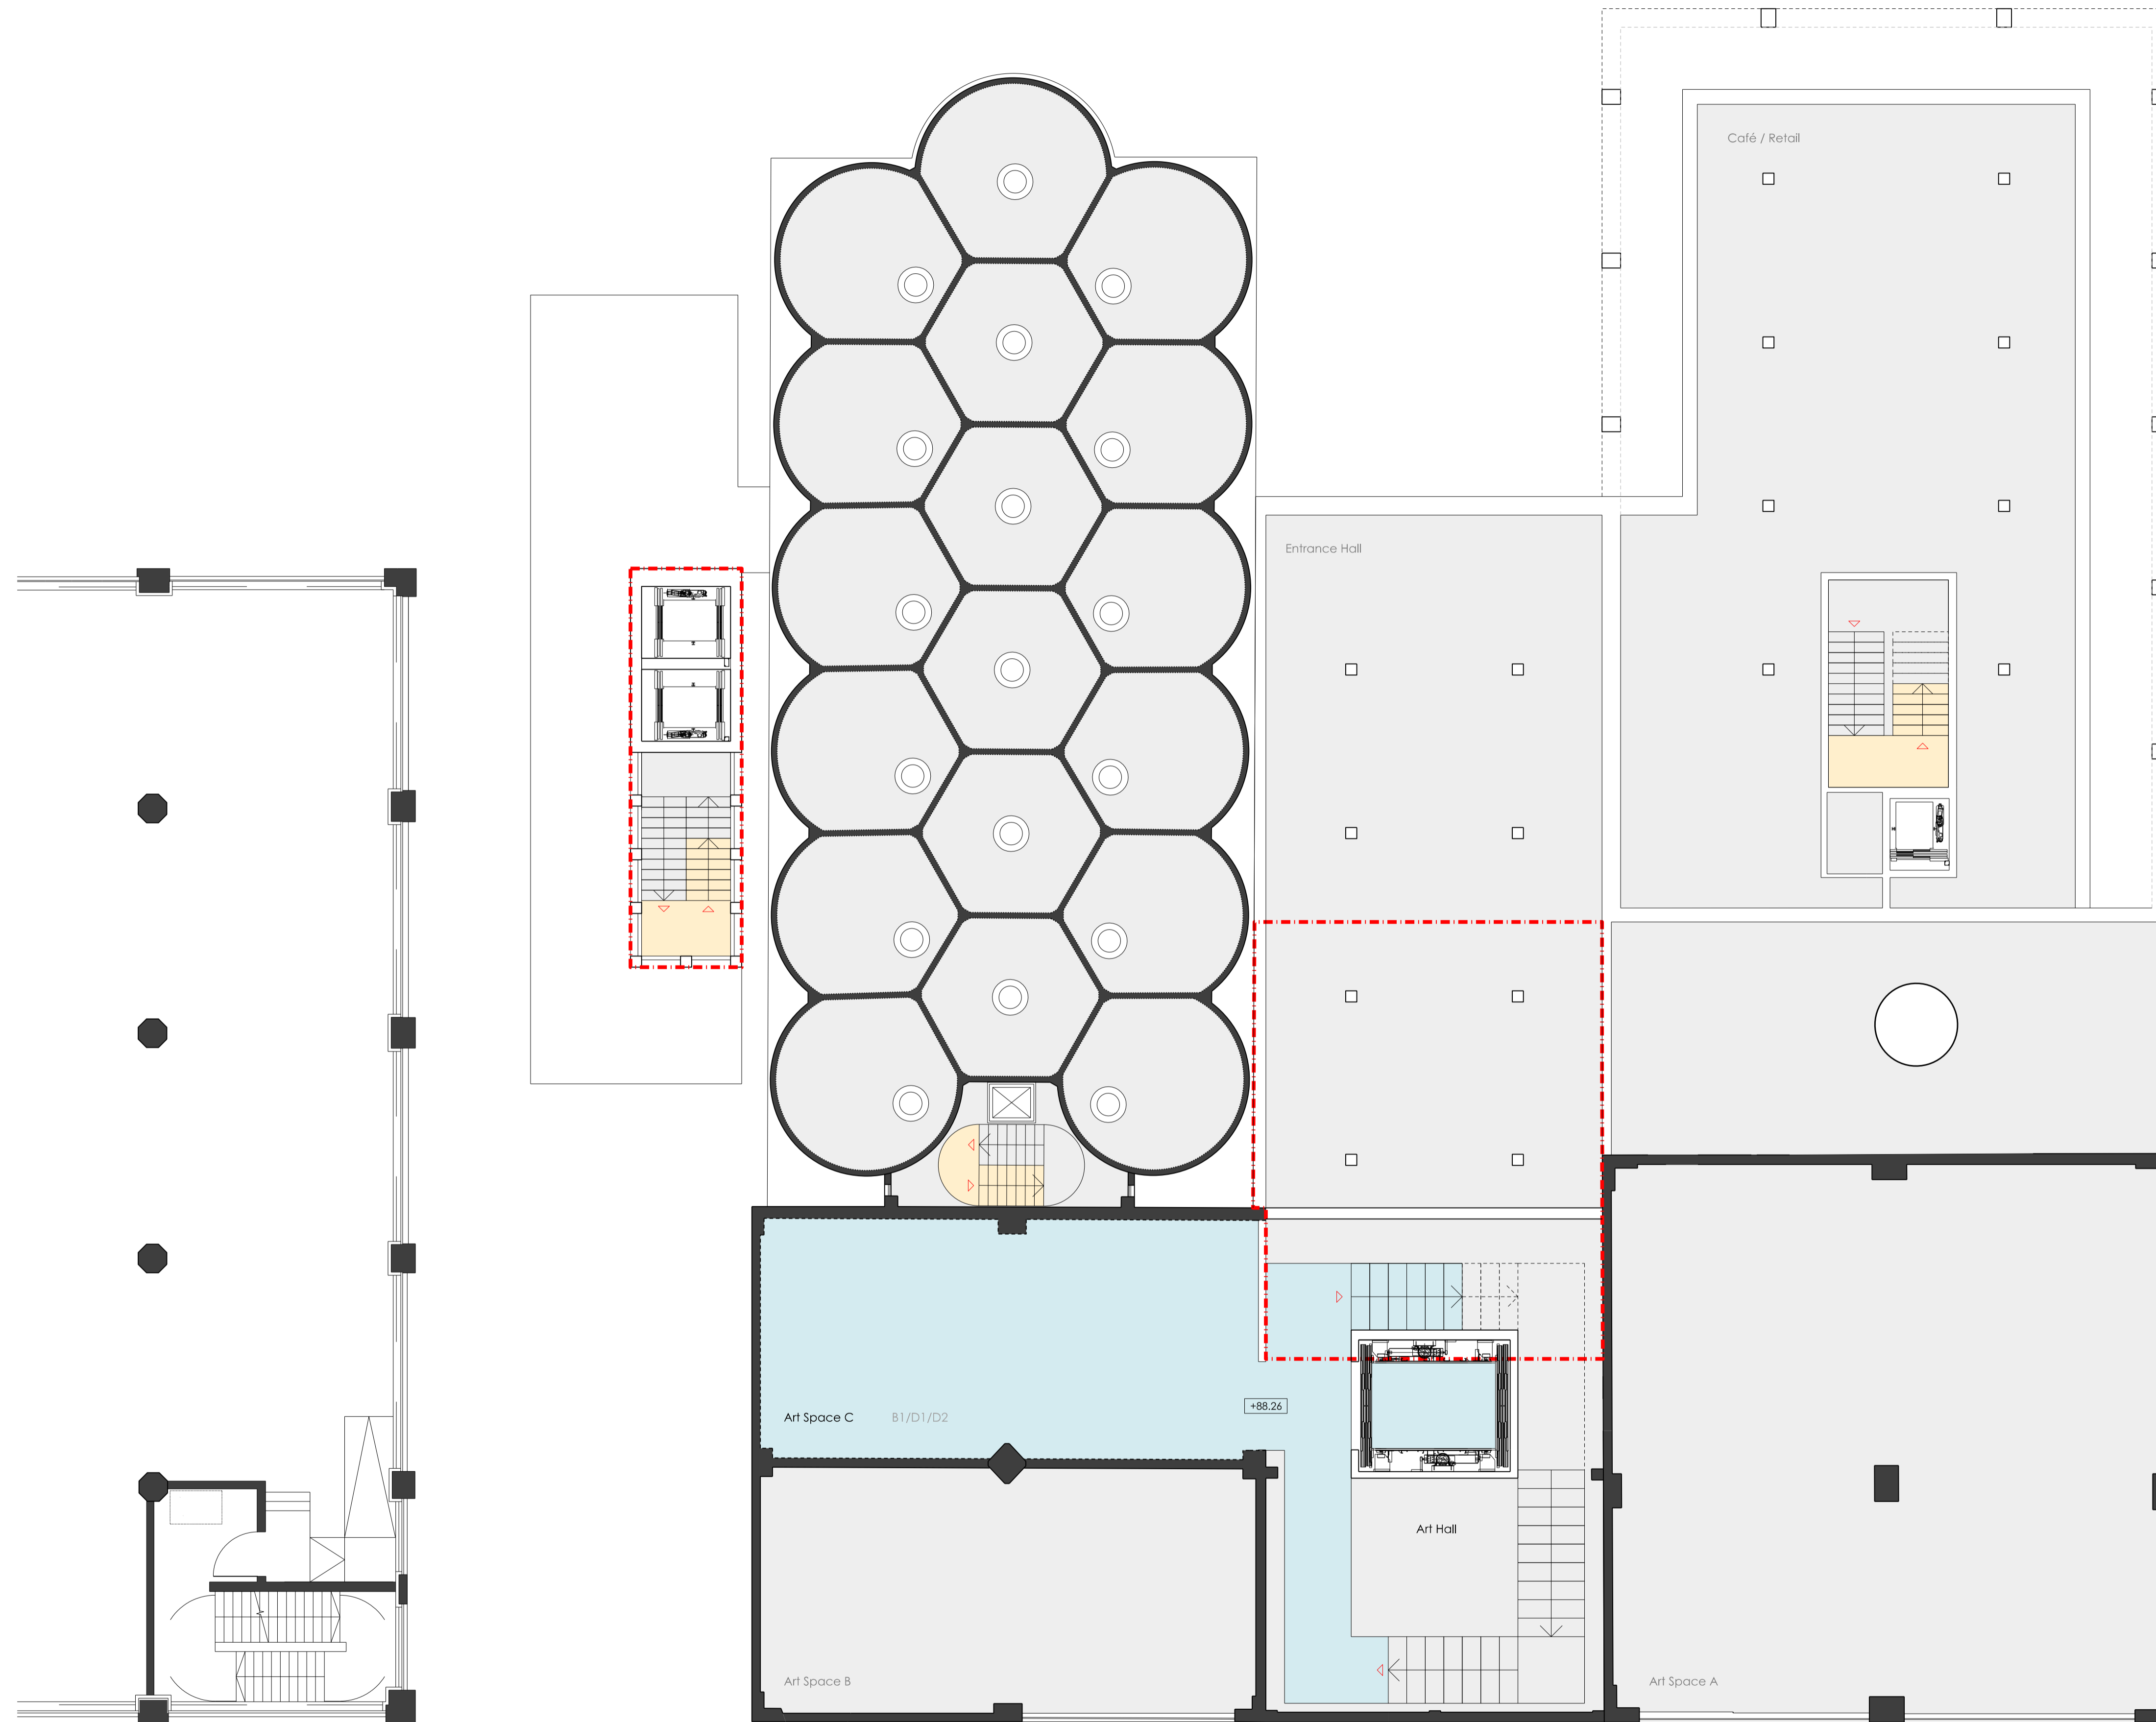 Café / Retail
Entrance Hall
+88.26
Art Space C B1/D1/D2
Art Hall
Art Space B
Art Space A